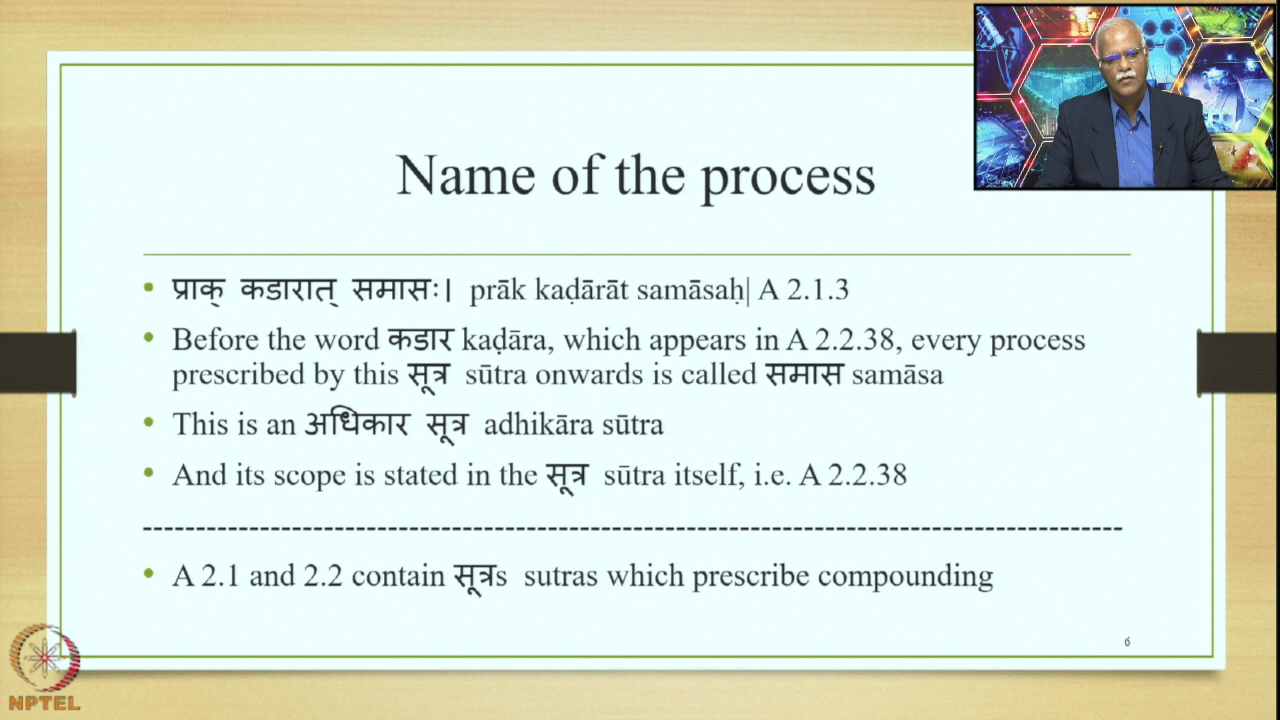 Name of the process
• प्राक् कडारात् समासः। prāk kaḍārāt samāsaḥ| A 2.1.3
• Before the word कडार kaḍāra, which appears in A 2.2.38, every process
prescribed by this सूत्र sūtra onwards is called समास samāsa
• This is an अधिकार सूत्र adhikāra sūtra
• And its scope is stated in the सूत्र sūtra itself, i.e. A 2.2.38
--------------------------------------------------------------------------------------------
• A 2.1 and 2.2 contain सूत्रs sutras which prescribe compounding
6
NPTEL